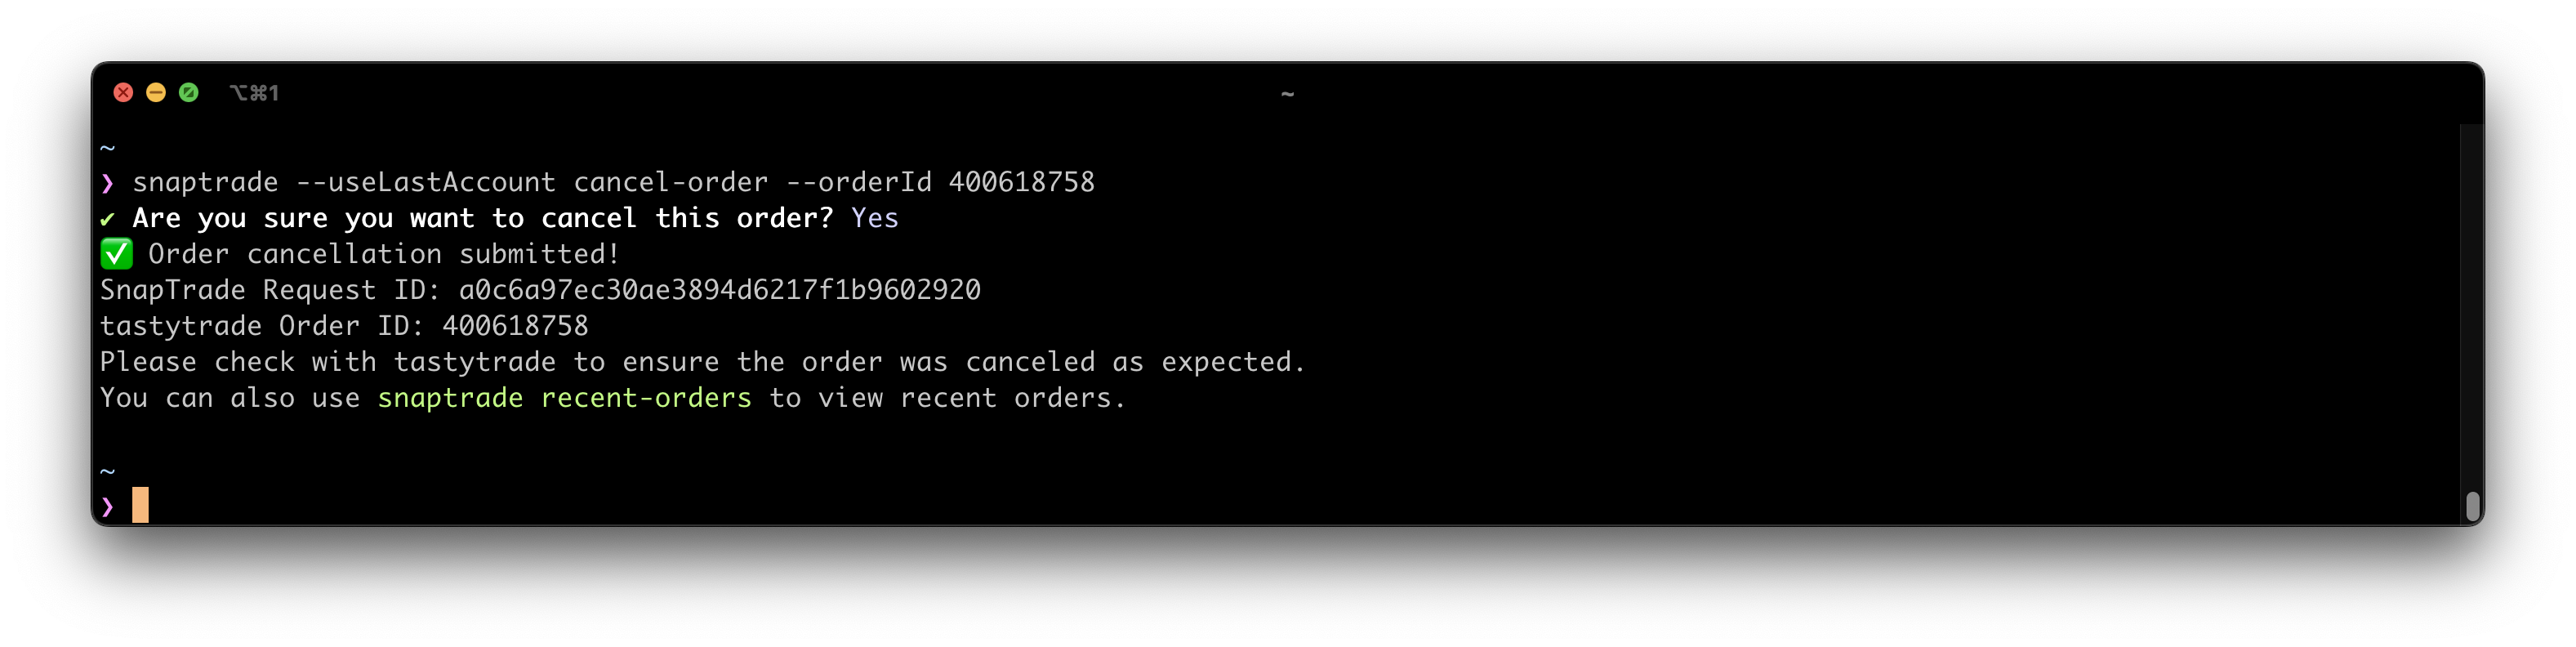 ⌥⌘1
~
~
❯ snaptrade --useLastAccount cancel-order --orderId 400618758
✔ Are you sure you want to cancel this order? Yes
✅ Order cancellation submitted!
SnapTrade Request ID: a0c6a97ec30ae3894d6217f1b9602920
tastytrade Order ID: 400618758
Please check with tastytrade to ensure the order was canceled as expected.
You can also use snaptrade recent-orders to view recent orders.
~
❯